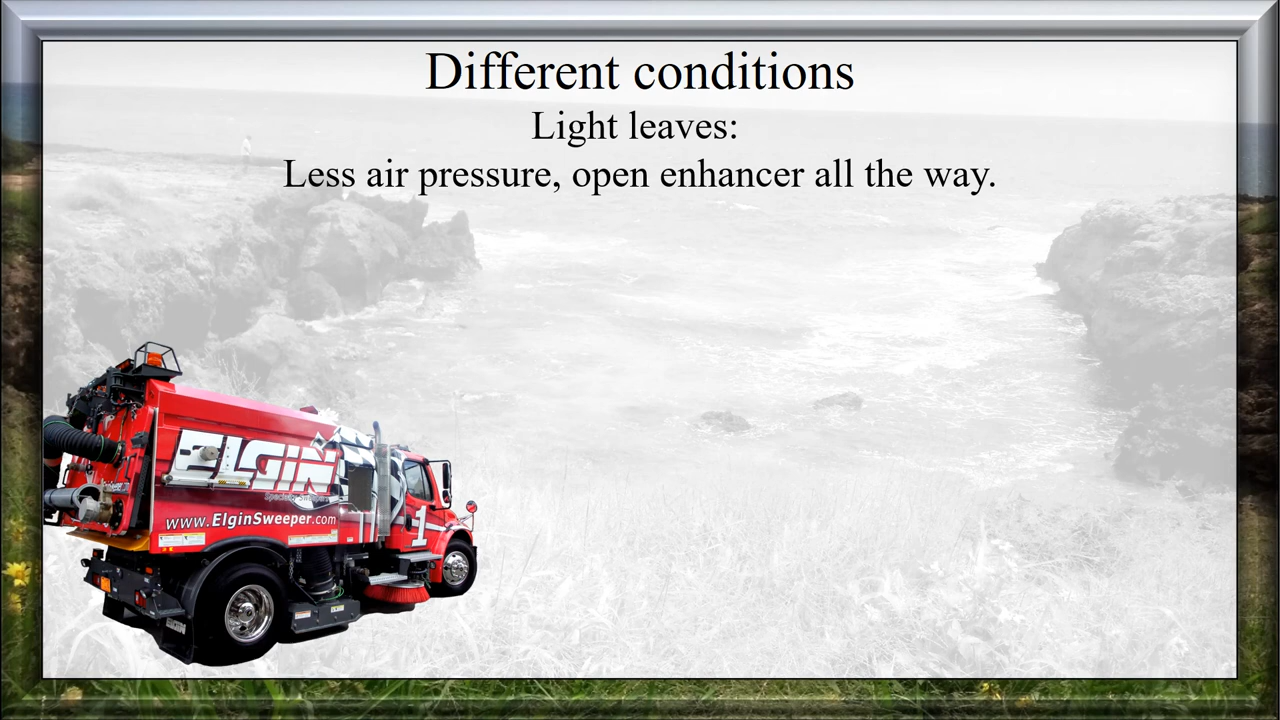 Different conditions
Light leaves:
Less air pressure, open enhancer all the way.
ELGiN
www.ElginSweeper.com
1